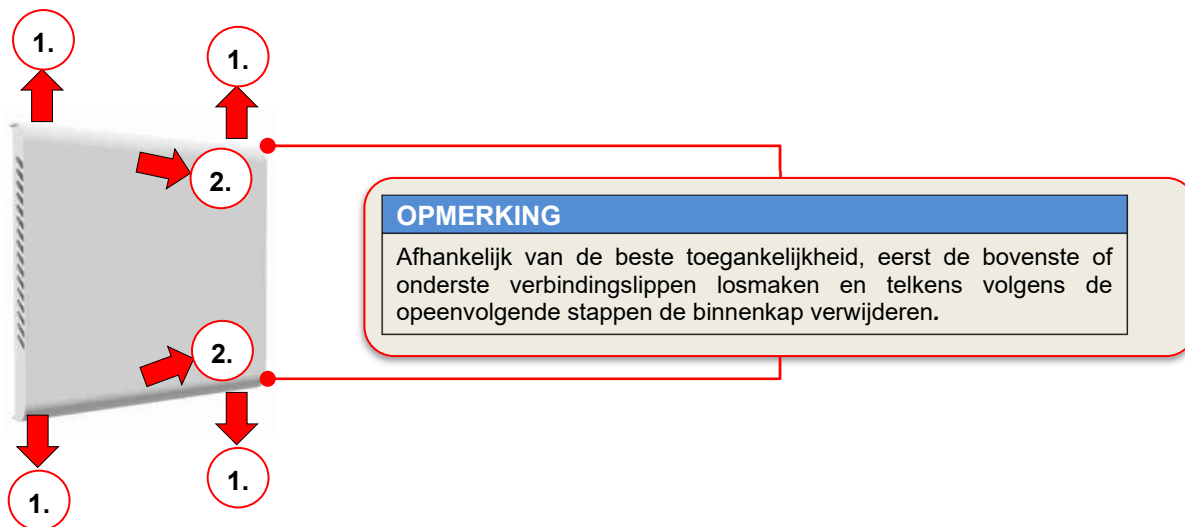 1.
1.
2.
OPMERKING
Afhankelijk van de beste toegankelijkheid, eerst de bovenste of
onderste verbindingslippen losmaken en telkens volgens de
opeenvolgende stappen de binnenkap verwijderen.
2.
1.
1.